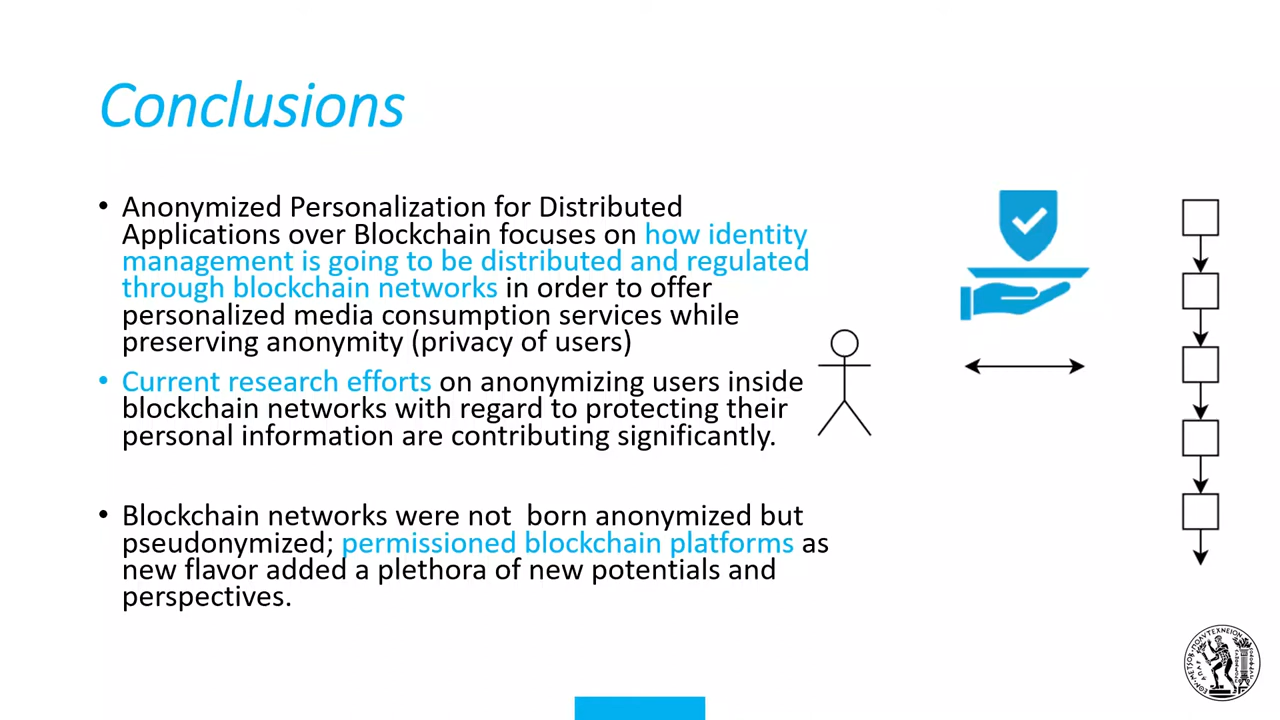 Conclusions
• Anonymized Personalization for Distributed
Applications over Blockchain focuses on how identity
management is going to be distributed and regulated
through blockchain networks in order to offer
personalized media consumption services while
preserving anonymity (privacy of users)
• Current research efforts on anonymizing users inside
blockchain networks with regard to protecting their
personal information are contributing significantly.
• Blockchain networks were not  born anonymized but
pseudonymized; permissioned blockchain platforms as
new flavor added a plethora of new potentials and
perspectives.